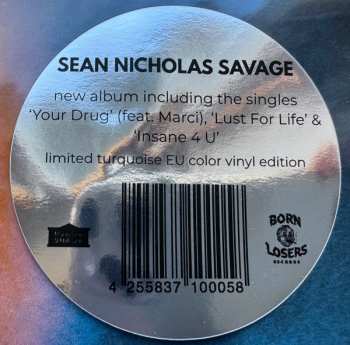 SEAN NICHOLAS SAVAGE
new album including the singles
'Your Drug' (feat. Marci), 'Lust For Life' &
'Insane 4 U'
limited turquoise EU color vinyl edition
BORN
LOSERS
RECORDS
4 255837 100058